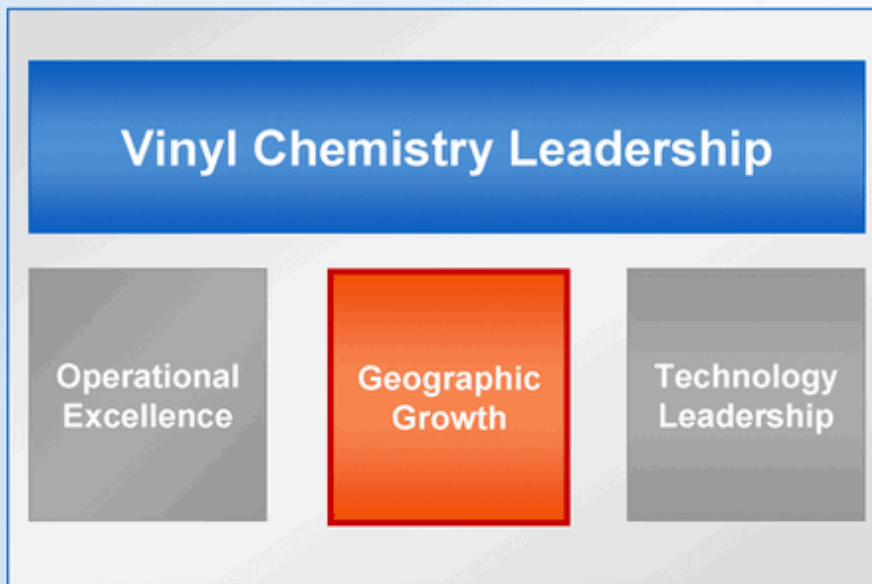 Vinyl Chemistry Leadership
Operational
Excellence
Geographic
Growth
Technology
Leadership